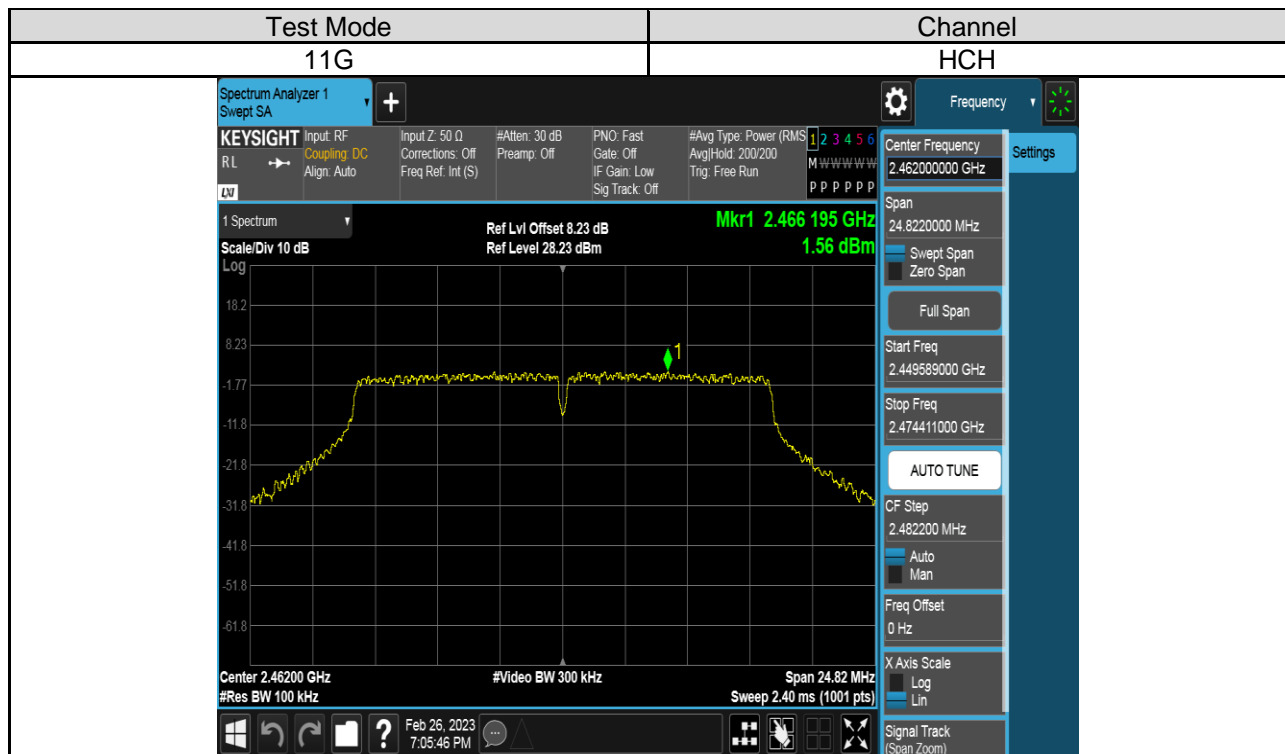 Test Mode Channel
11G HCH
Spectrum Analyzer 1
Swept SA
+
Frequency
KEYSIGHT
R L
LXI
Input: RF
Coupling: DC
Align: Auto
Input Z: 50 Ω
Corrections: Off
Freq Ref: Int (S)
#Atten: 30 dB
Preamp: Off
PNO: Fast
Gate: Off
IF Gain: Low
Sig Track: Off
#Avg Type: Power (RMS
Avg|Hold: 200/200
Trig: Free Run
1 2 3 4 5 6
M W W W W W
P P P P P P
1 Spectrum
Scale/Div 10 dB
Ref Lvl Offset 8.23 dB
Ref Level 28.23 dBm
Mkr1 2.466 195 GHz
1.56 dBm
Log
18.2
8.23
-1.77
-11.8
-21.8
-31.8
-41.8
-51.8
-61.8
1
Center 2.46200 GHz
#Res BW 100 kHz
#Video BW 300 kHz
Span 24.82 MHz
Sweep 2.40 ms (1001 pts)
?
Feb 26, 2023
7:05:46 PM
Center Frequency
2.462000000 GHz
Settings
Span
24.8220000 MHz
Swept Span
Zero Span
Full Span
Start Freq
2.449589000 GHz
Stop Freq
2.474411000 GHz
AUTO TUNE
CF Step
2.482200 MHz
Auto
Man
Freq Offset
0 Hz
X Axis Scale
Log
Lin
Signal Track
(Span Zoom)